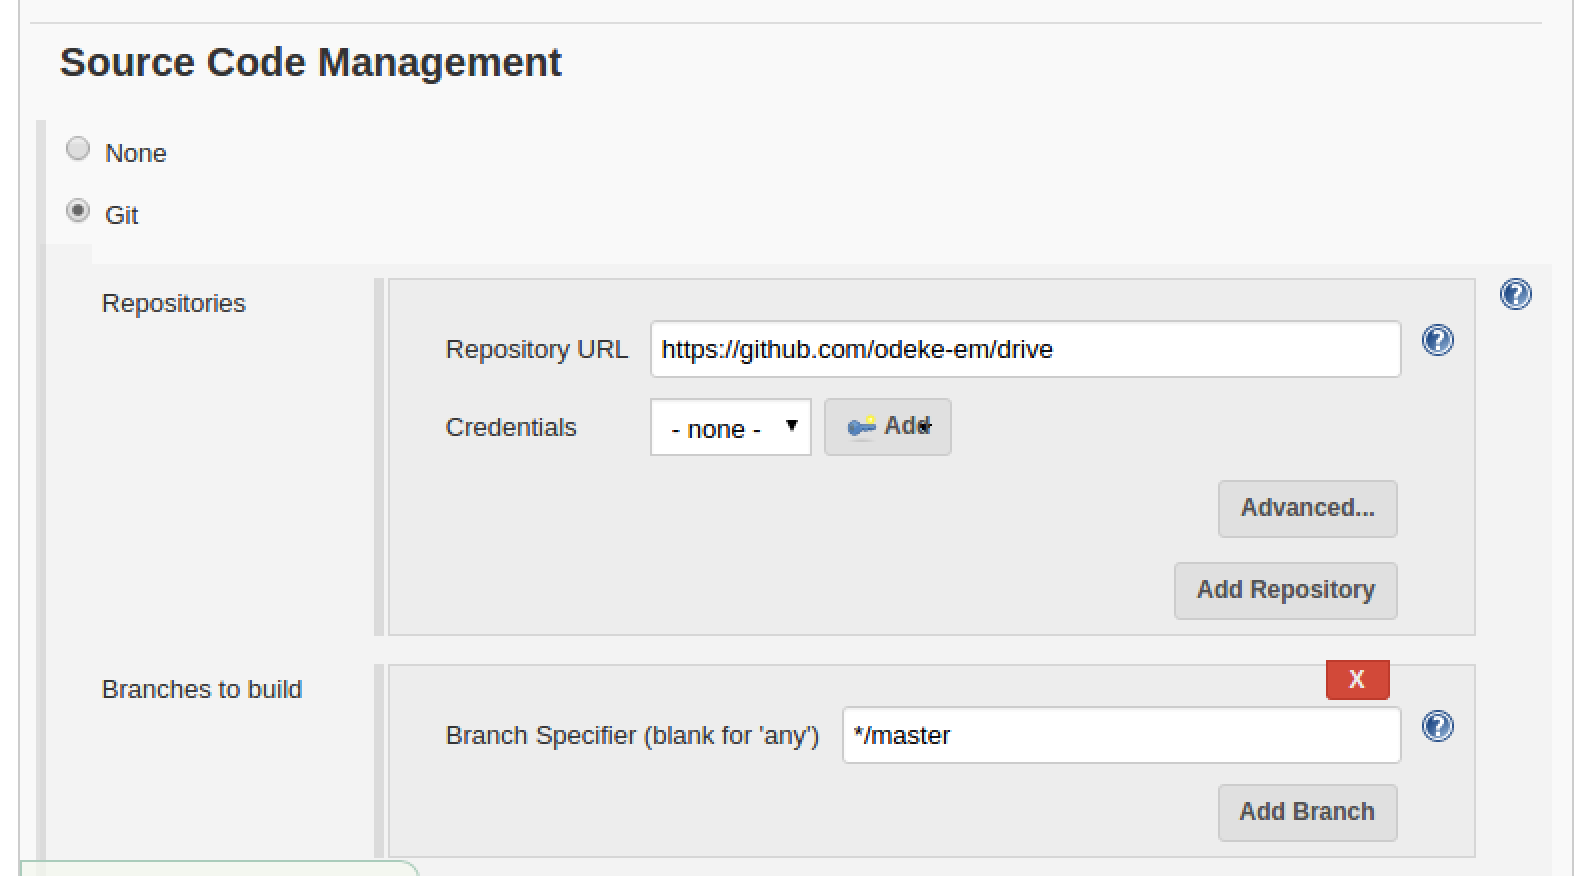 Source Code Management
None
Git
Repositories
Repository URL https://github.com/odeke-em/drive
Credentials - none - Add
Advanced...
Add Repository
Branches to build
X
Branch Specifier (blank for 'any') */master
Add Branch